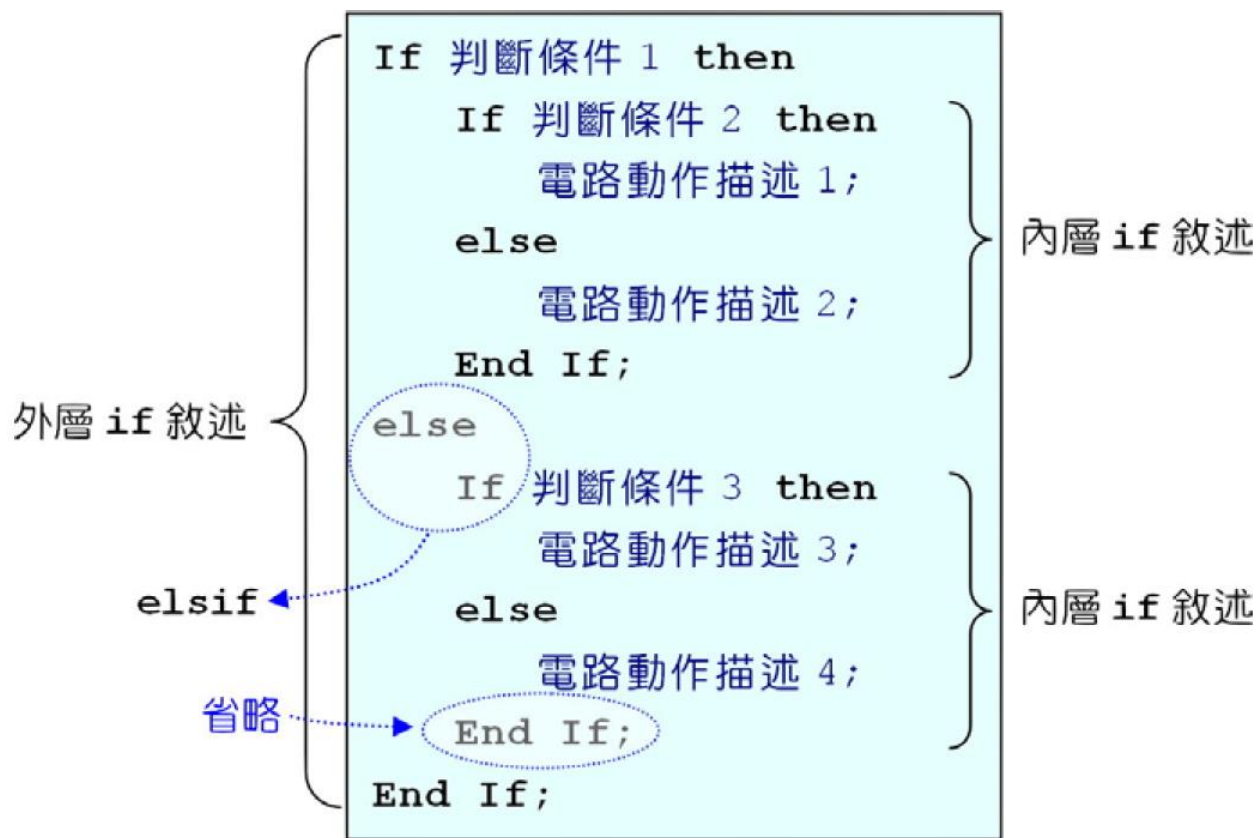 If 判斷條件 1 then
If 判斷條件 2 then
電路動作描述 1;
else
電路動作描述 2;
End If;
內層 if 敘述
外層 if 敘述
else
If 判斷條件 3 then
電路動作描述 3;
else
電路動作描述 4;
End If;
內層 if 敘述
elsif
省略
End If;